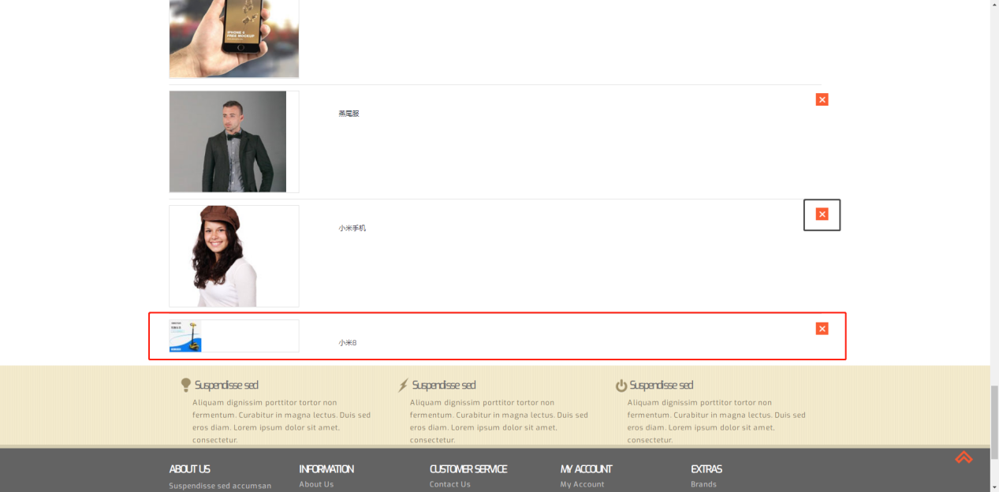 IPHONE 6
FREE MOCKUP
燕尾服
小米手机
小米8
Suspendisse sed
Aliquam dignissim porttitor tortor non
fermentum. Curabitur in magna lectus. Duis sed
eros diam. Lorem ipsum dolor sit amet,
consectetur.
Suspendisse sed
Aliquam dignissim porttitor tortor non
fermentum. Curabitur in magna lectus. Duis sed
eros diam. Lorem ipsum dolor sit amet,
consectetur.
Suspendisse sed
Aliquam dignissim porttitor tortor non
fermentum. Curabitur in magna lectus. Duis sed
eros diam. Lorem ipsum dolor sit amet,
consectetur.
ABOUT US
Suspendisse sed accumsan
INFORMATION
About Us
CUSTOMER SERVICE
Contact Us
MY ACCOUNT
My Account
EXTRAS
Brands